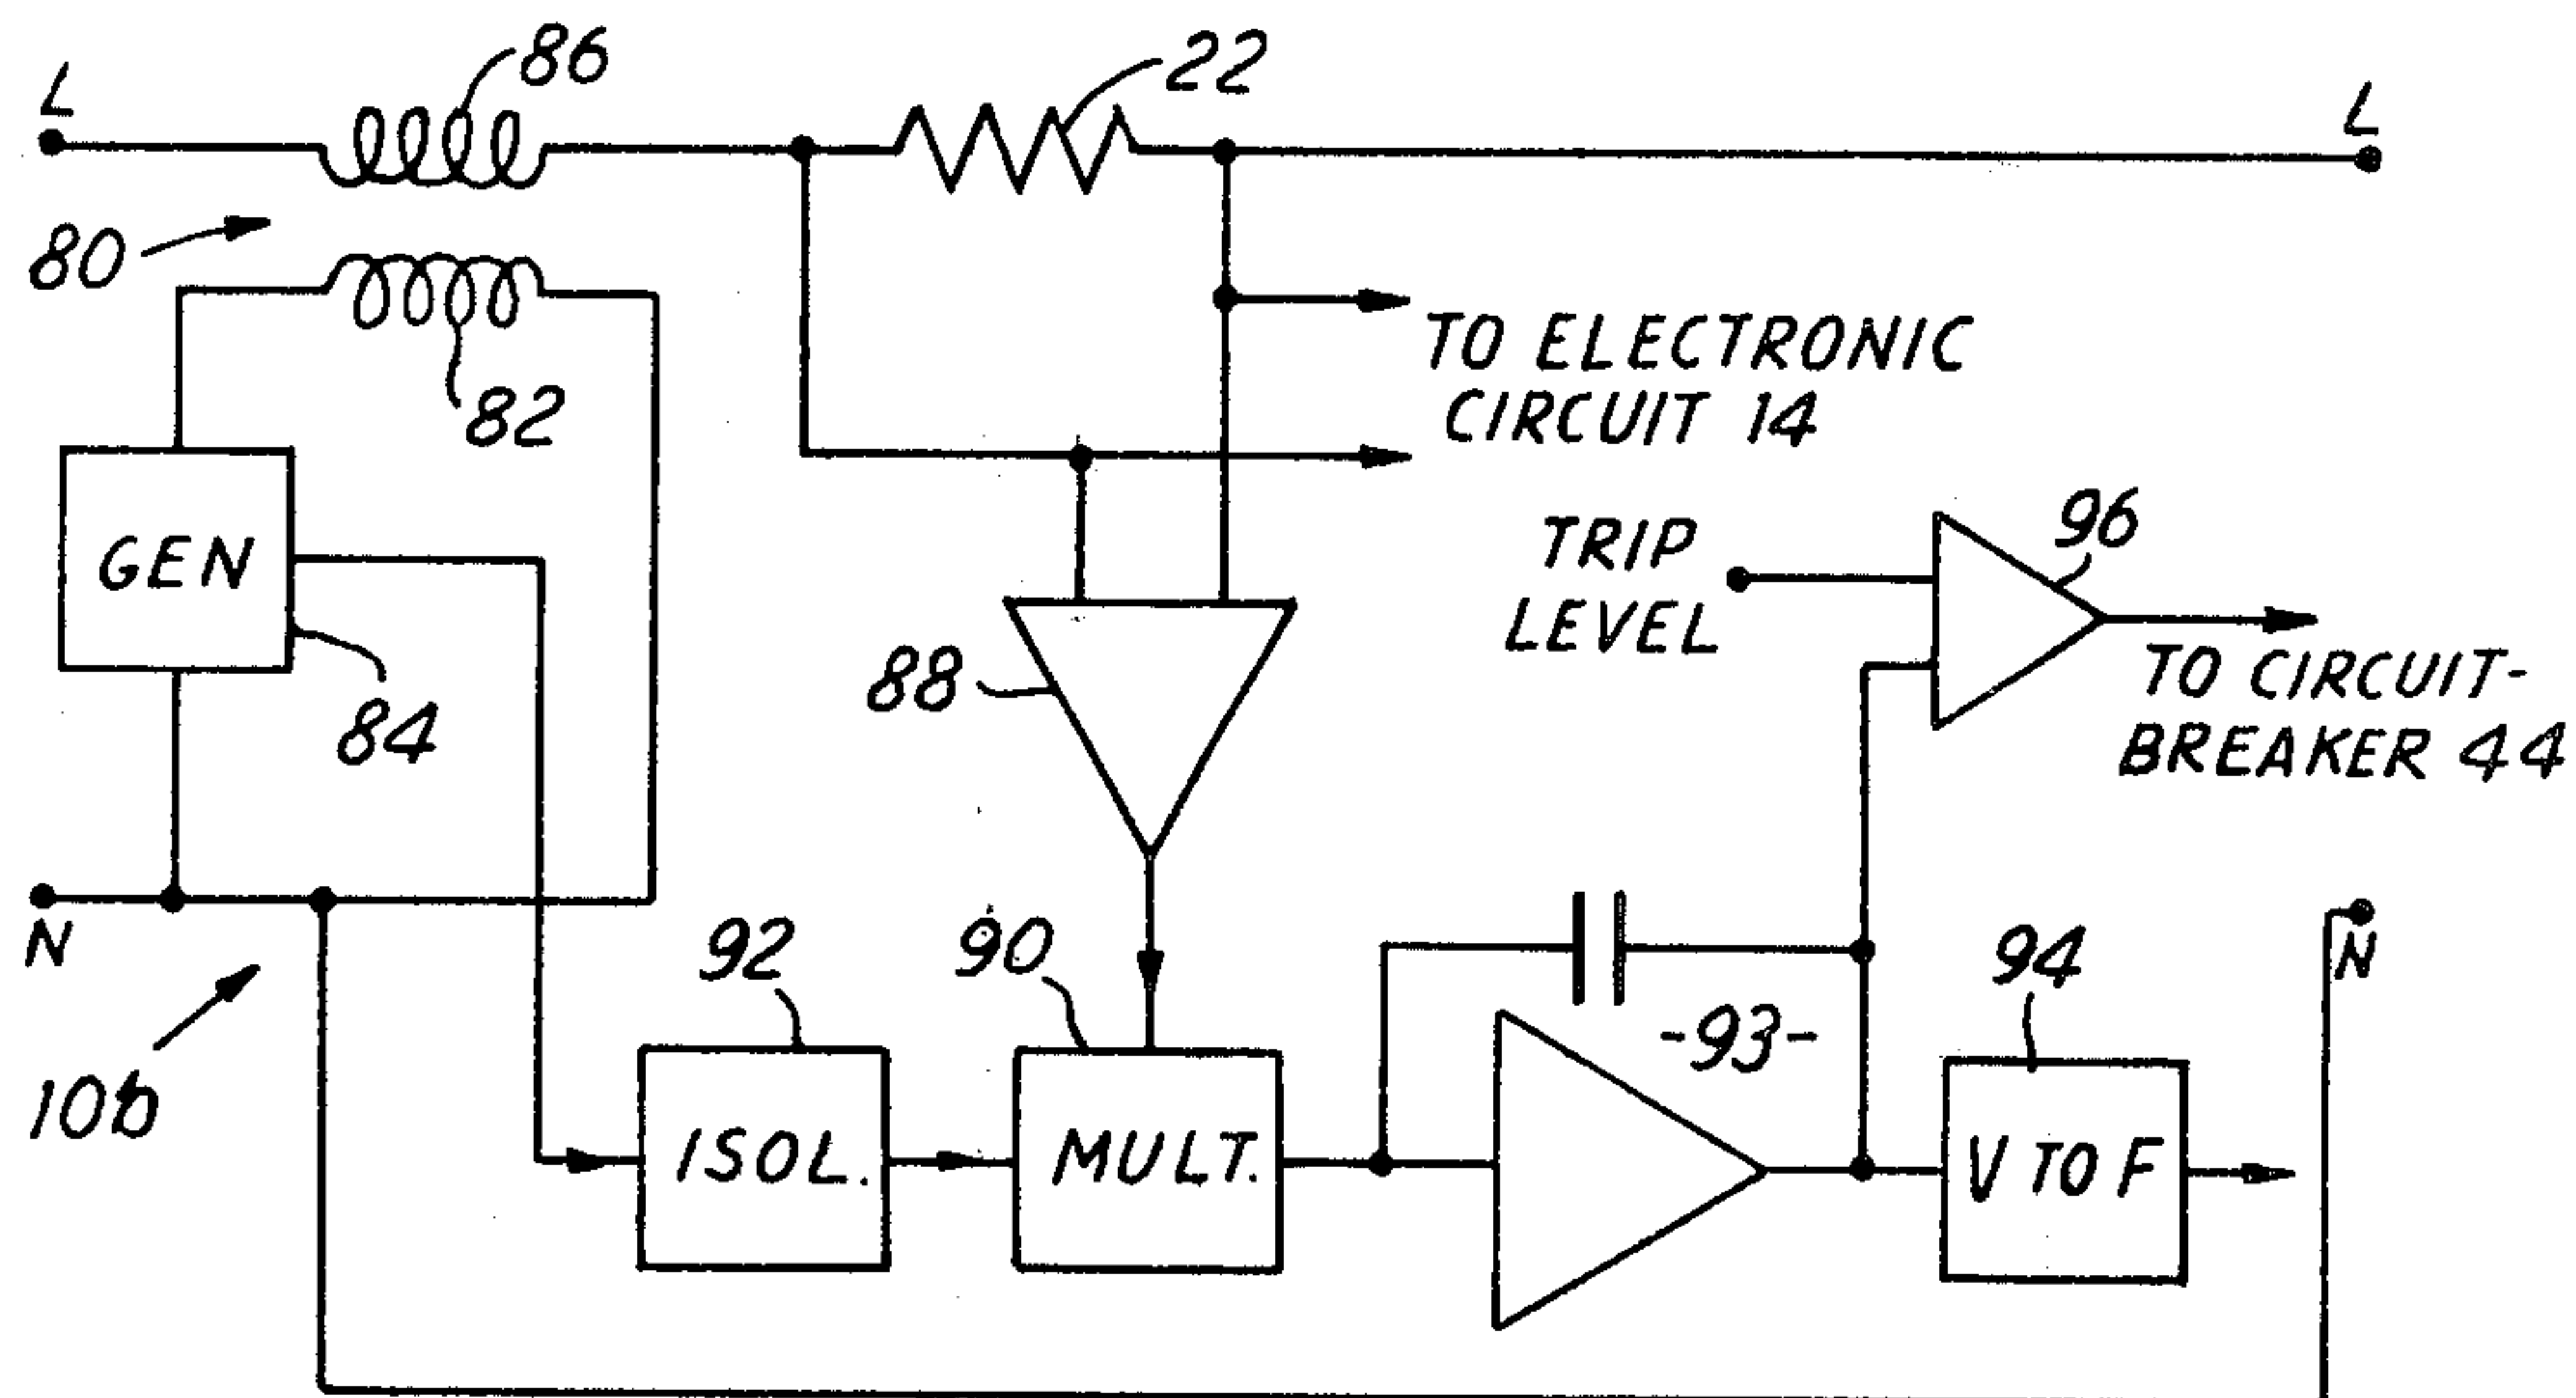 L
86
22
L
80
82
TO ELECTRONIC
CIRCUIT 14
GEN
84
88
TRIP
LEVEL
96
TO CIRCUIT-
BREAKER 44
N
10b
92
90
-93-
94
N
ISOL.
MULT.
V TO F